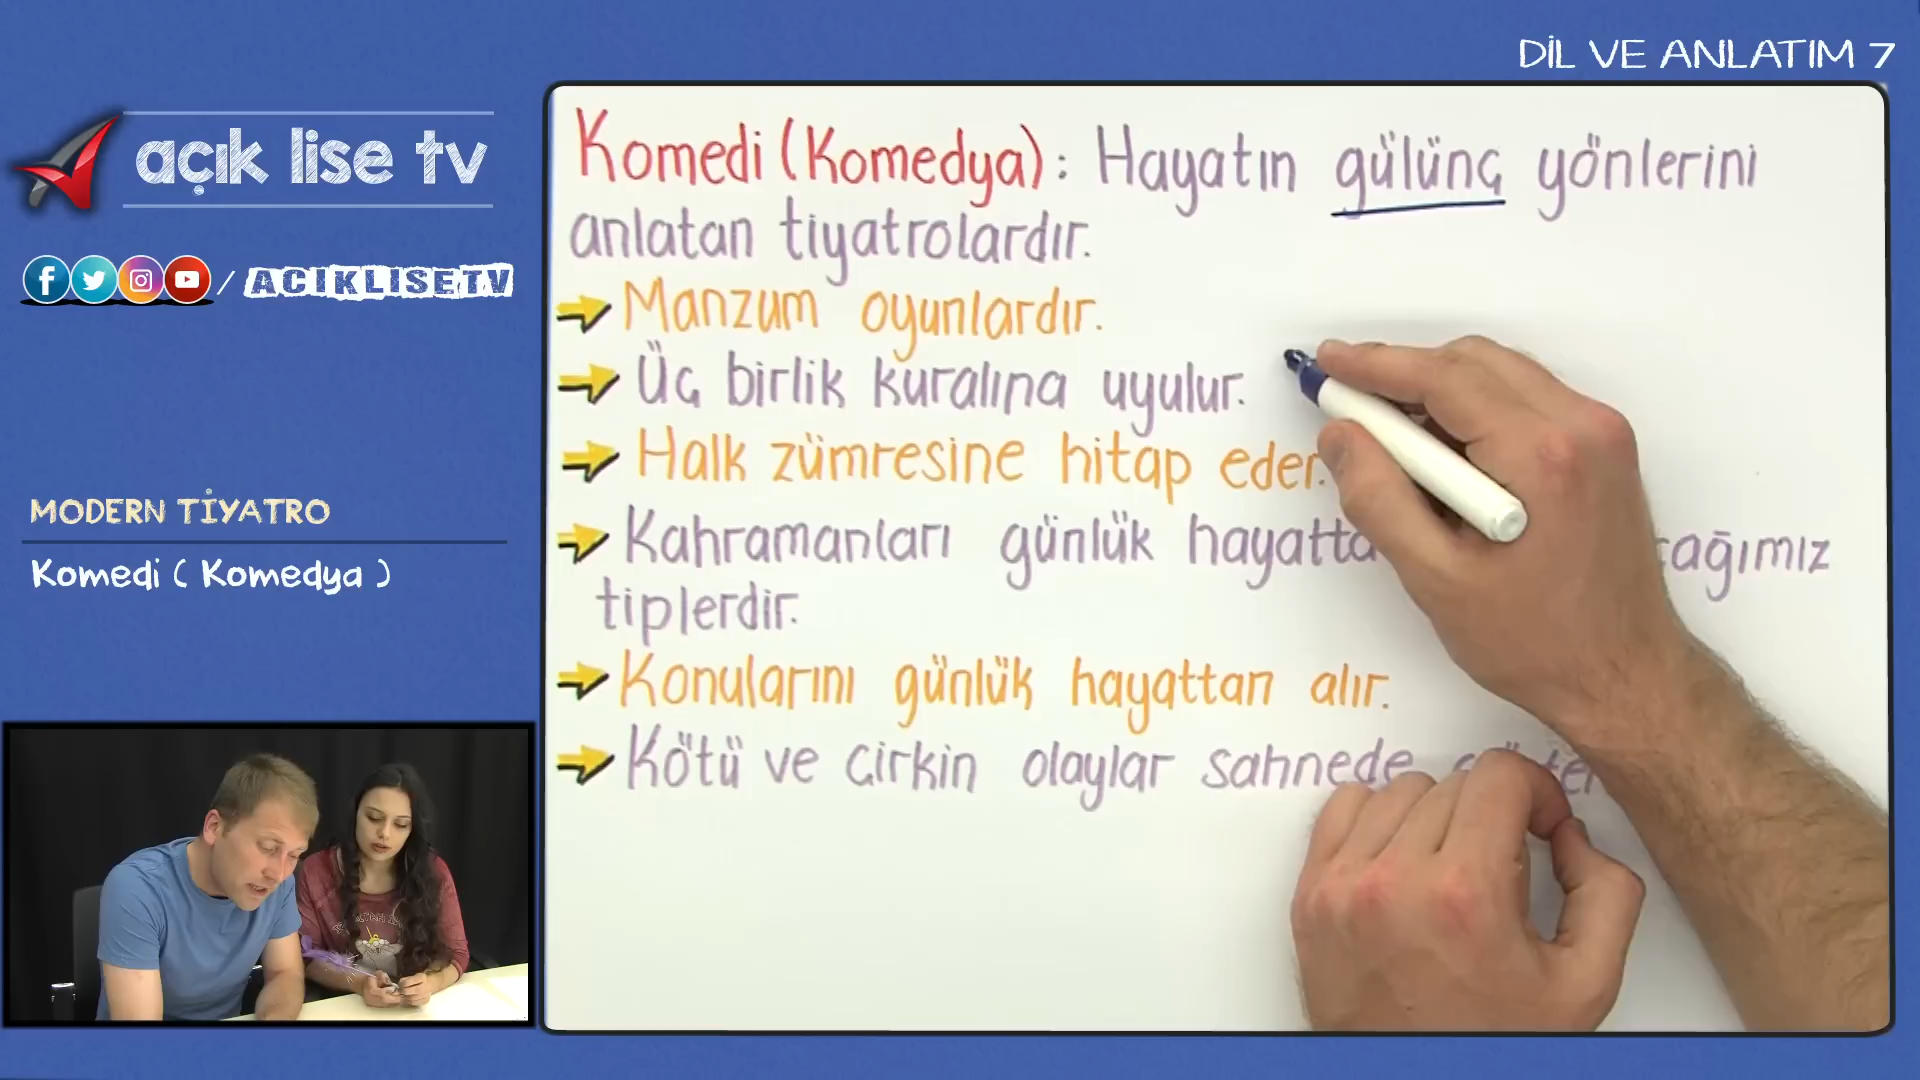 DİL VE ANLATIM 7
açık lise tv
/ ACIKLISETV
MODERN TİYATRO
Komedi ( Komedya )
Komedi (Komedya) : Hayatın gülünç yönlerini
anlatan tiyatrolardır.
Manzum oyunlardır.
Üç birlik kuralına uyulur.
Halk zümresine hitap eder.
Kahramanları günlük hayatta
tiplerdir.
Konularını günlük hayattan alır.
Kötü ve çirkin olaylar sahnede